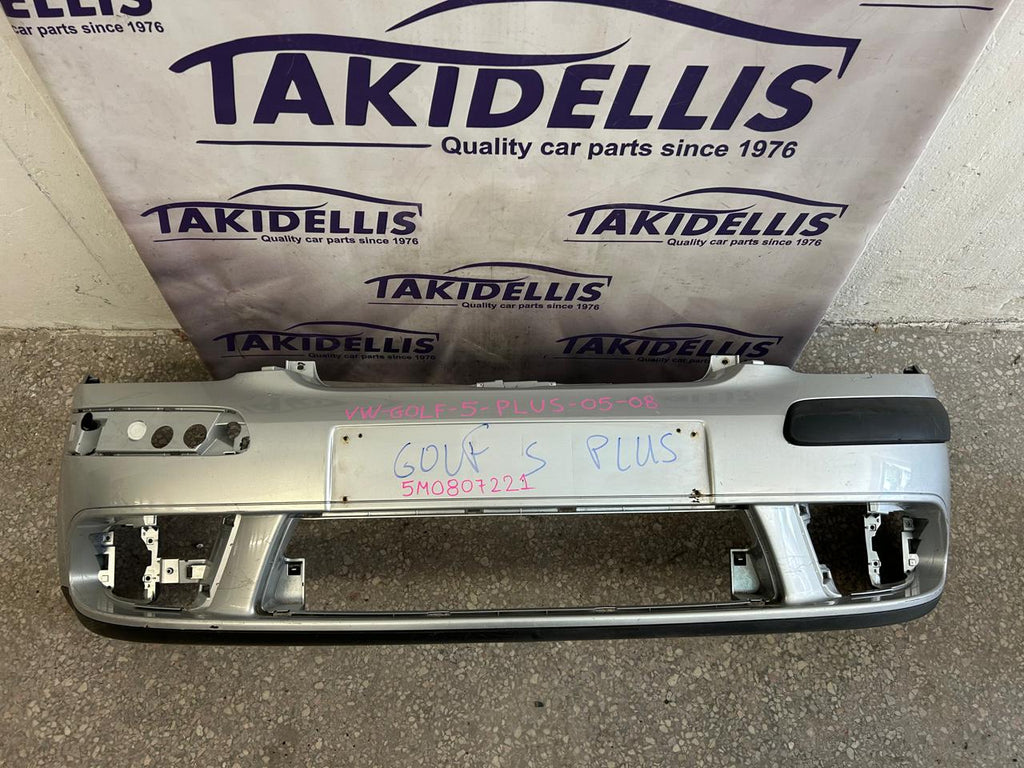 ELLIS
car parts since 1976
TAKIDELLIS
Quality car parts since 1976
TAKIDELLIS
Quality car parts since 1976
TAKIDELLIS
Quality car parts since 1976
TAKIDELLIS
Quality car parts since 1976
TAKIDELLIS
Quality car parts since 1976
TAKIDELLIS
Quality car parts since 1976
VW-GOLF-5-PLUS-05-08
GOLF 5 PLUS
5M0807221